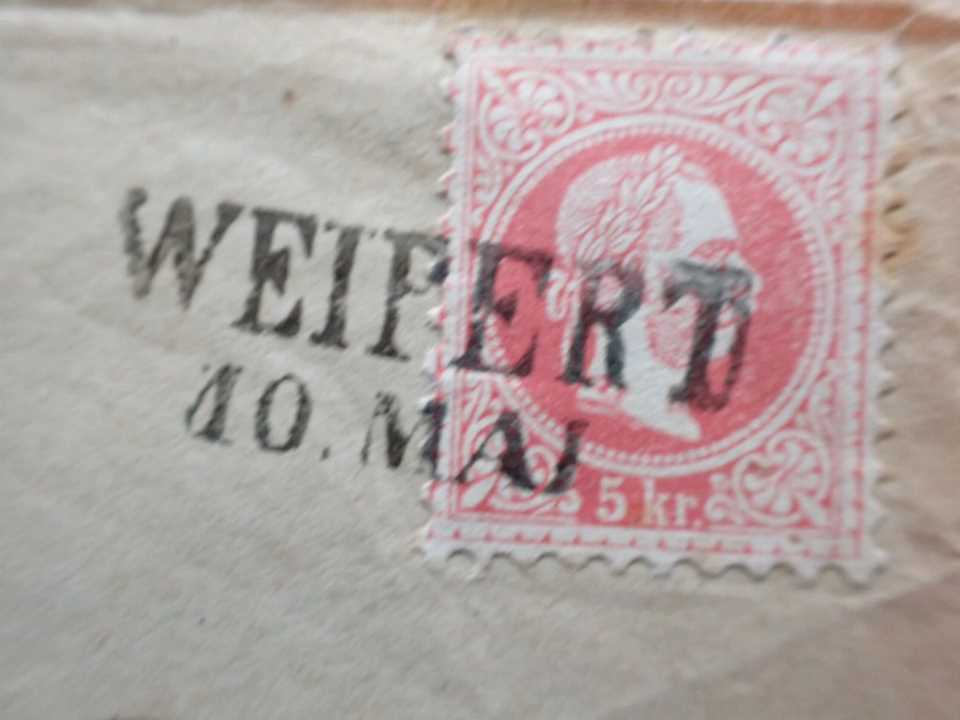 WEIPERT
10. MAI
5 kr.